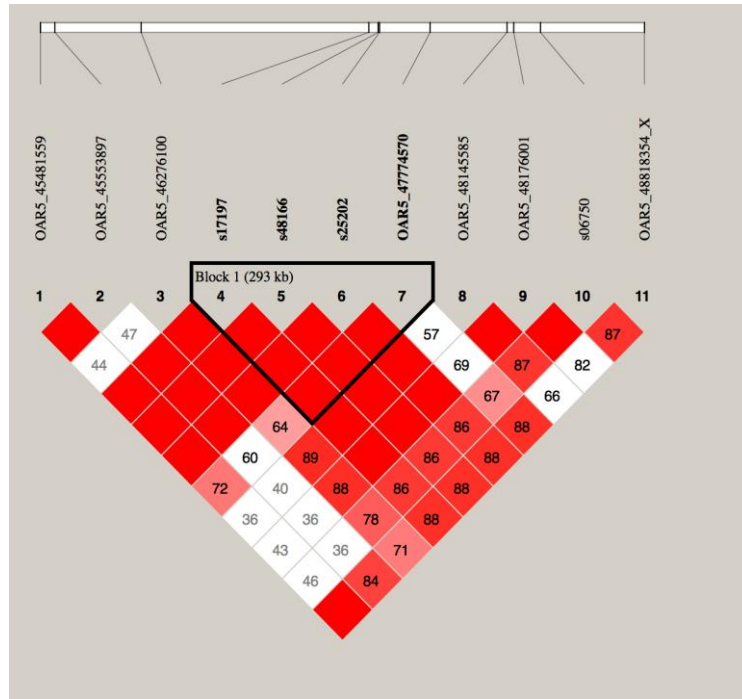 OAR5_45481559
OAR5_45553897
OAR5_46276100
s17197
s48166
s25202
OAR5_47774570
OAR5_48145585
OAR5_48176001
s06750
OAR5_48818354_X
Block 1 (293 kb)
1 2 3 4 5 6 7 8 9 10 11
47 57 87
44 69 87 82
67 66
64 86 88
60 89 86 88
72 40 88 86 88
36 36 78 88
43 36 71
46 84